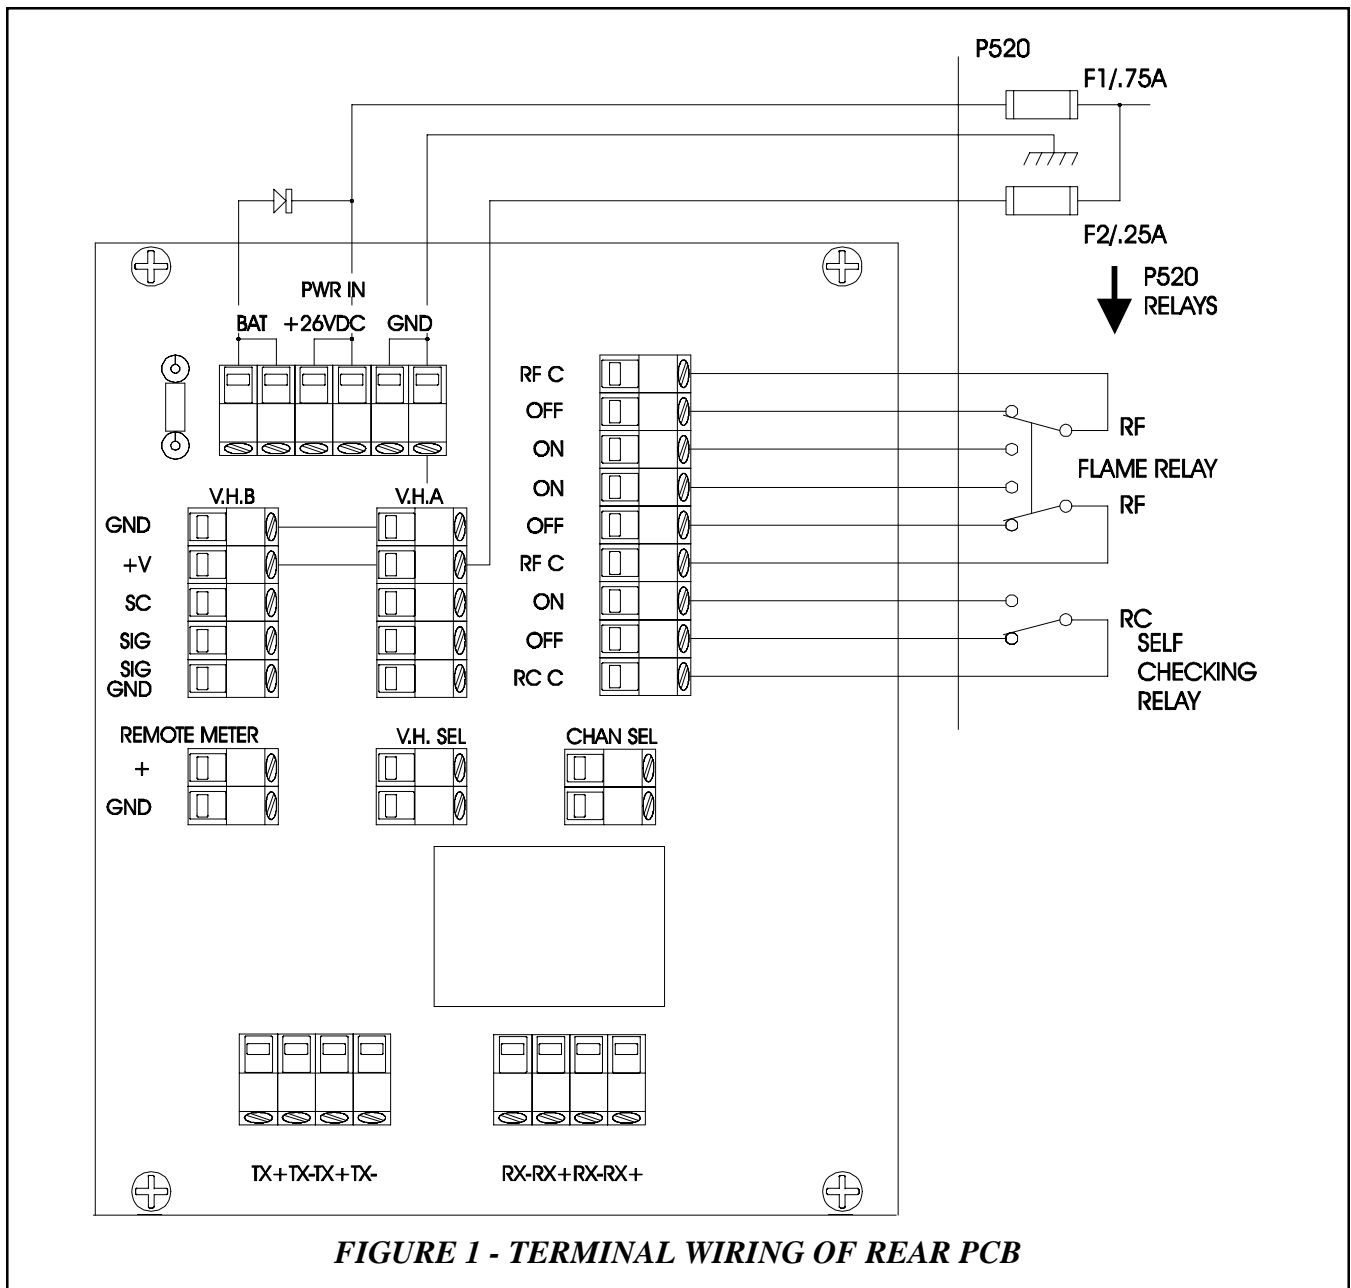 P520
F1/.75A
F2/.25A
P520
RELAYS
PWR IN
BAT +26VDC GND
RF C
OFF
ON
ON
OFF
RF C
ON
OFF
RC C
RF
FLAME RELAY
RF
RC
SELF
CHECKING
RELAY
V.H.B
V.H.A
GND
+V
SC
SIG
SIG
GND
REMOTE METER
+
GND
V.H. SEL
CHAN SEL
TX+TX-TX+TX-
RX-RX+RX-RX+
FIGURE 1 - TERMINAL WIRING OF REAR PCB